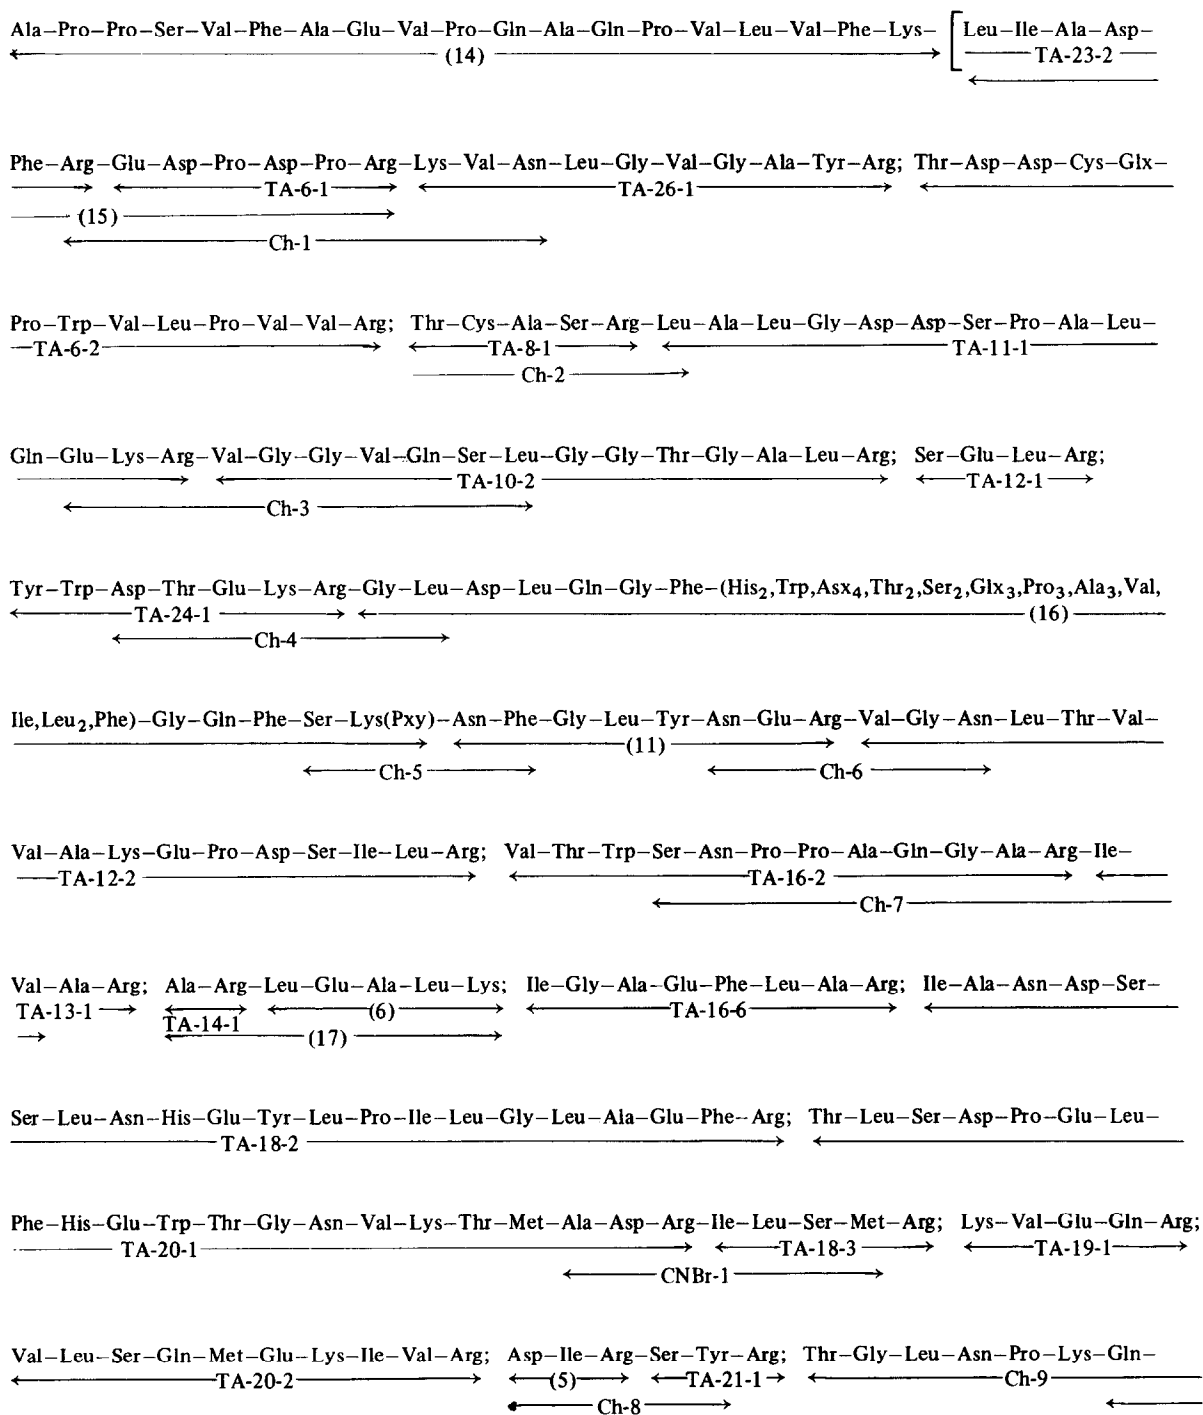 Ala–Pro–Pro–Ser–Val–Phe–Ala–Glu–Val–Pro–Gln–Ala–Gln–Pro–Val–Leu–Val–Phe–Lys– [Leu–Ile–Ala–Asp–
(14) TA-23-2
Phe–Arg–Glu–Asp–Pro–Asp–Pro–Arg–Lys–Val–Asn–Leu–Gly–Val–Gly–Ala–Tyr–Arg; Thr–Asp–Asp–Cys–Glx–
TA-6-1 TA-26-1
(15)
Ch-1
Pro–Trp–Val–Leu–Pro–Val–Val–Arg; Thr–Cys–Ala–Ser–Arg–Leu–Ala–Leu–Gly–Asp–Asp–Ser–Pro–Ala–Leu–
TA-6-2 TA-8-1 TA-11-1
Ch-2
Gln–Glu–Lys–Arg–Val–Gly–Gly–Val–Gln–Ser–Leu–Gly–Gly–Thr–Gly–Ala–Leu–Arg; Ser–Glu–Leu–Arg;
TA-10-2 TA-12-1
Ch-3
Tyr–Trp–Asp–Thr–Glu–Lys–Arg–Gly–Leu–Asp–Leu–Gln–Gly–Phe–(His2,Trp,Asx4,Thr2,Ser2,Glx3,Pro3,Ala3,Val,
TA-24-1 (16)
Ch-4
Ile,Leu2,Phe)–Gly–Gln–Phe–Ser–Lys(Pxy)–Asn–Phe–Gly–Leu–Tyr–Asn–Glu–Arg–Val–Gly–Asn–Leu–Thr–Val–
(11)
Ch-5 Ch-6
Val–Ala–Lys–Glu–Pro–Asp–Ser–Ile–Leu–Arg; Val–Thr–Trp–Ser–Asn–Pro–Pro–Ala–Gln–Gly–Ala–Arg–Ile–
TA-12-2 TA-16-2
Ch-7
Val–Ala–Arg; Ala–Arg–Leu–Glu–Ala–Leu–Lys; Ile–Gly–Ala–Glu–Phe–Leu–Ala–Arg; Ile–Ala–Asn–Asp–Ser–
TA-13-1 TA-14-1 (6) TA-16-6
(17)
Ser–Leu–Asn–His–Glu–Tyr–Leu–Pro–Ile–Leu–Gly–Leu–Ala–Glu–Phe–Arg; Thr–Leu–Ser–Asp–Pro–Glu–Leu–
TA-18-2
Phe–His–Glu–Trp–Thr–Gly–Asn–Val–Lys–Thr–Met–Ala–Asp–Arg–Ile–Leu–Ser–Met–Arg; Lys–Val–Glu–Gln–Arg;
TA-20-1 TA-18-3 TA-19-1
CNBr-1
Val–Leu–Ser–Gln–Met–Glu–Lys–Ile–Val–Arg; Asp–Ile–Arg–Ser–Tyr–Arg; Thr–Gly–Leu–Asn–Pro–Lys–Gln–
TA-20-2 (5) TA-21-1 Ch-9
Ch-8